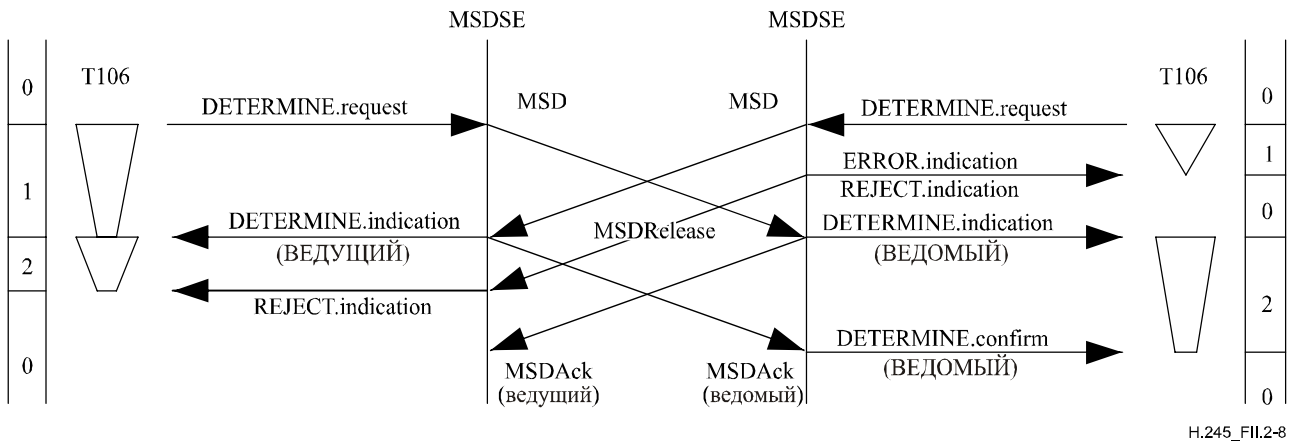 MSDSE MSDSE
T106 T106
0 0
DETERMINE.request MSD MSD DETERMINE.request
ERROR.indication
1 1
REJECT.indication
0
DETERMINE.indication MSDRelease DETERMINE.indication
(ВЕДУЩИЙ) (ВЕДОМЫЙ)
2
REJECT.indication 2
DETERMINE.confirm
0 MSDAck MSDAck (ВЕДОМЫЙ)
(ведущий) (ведомый) 0
H.245_FII.2-8